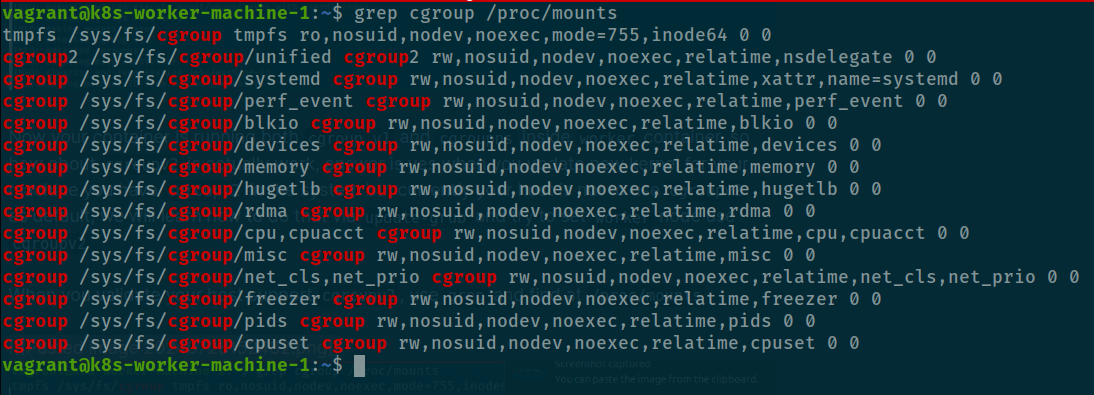 vagrant@k8s-worker-machine-1:~$ grep cgroup /proc/mounts
tmpfs /sys/fs/cgroup tmpfs ro,nosuid,nodev,noexec,mode=755,inode64 0 0
cgroup2 /sys/fs/cgroup/unified cgroup2 rw,nosuid,nodev,noexec,relatime,nsdelegate 0 0
cgroup /sys/fs/cgroup/systemd cgroup rw,nosuid,nodev,noexec,relatime,xattr,name=systemd 0 0
cgroup /sys/fs/cgroup/perf_event cgroup rw,nosuid,nodev,noexec,relatime,perf_event 0 0
cgroup /sys/fs/cgroup/blkio cgroup rw,nosuid,nodev,noexec,relatime,blkio 0 0
cgroup /sys/fs/cgroup/devices cgroup rw,nosuid,nodev,noexec,relatime,devices 0 0
cgroup /sys/fs/cgroup/memory cgroup rw,nosuid,nodev,noexec,relatime,memory 0 0
cgroup /sys/fs/cgroup/hugetlb cgroup rw,nosuid,nodev,noexec,relatime,hugetlb 0 0
cgroup /sys/fs/cgroup/rdma cgroup rw,nosuid,nodev,noexec,relatime,rdma 0 0
cgroup /sys/fs/cgroup/cpu,cpuacct cgroup rw,nosuid,nodev,noexec,relatime,cpu,cpuacct 0 0
cgroup /sys/fs/cgroup/misc cgroup rw,nosuid,nodev,noexec,relatime,misc 0 0
cgroup /sys/fs/cgroup/net_cls,net_prio cgroup rw,nosuid,nodev,noexec,relatime,net_cls,net_prio 0 0
cgroup /sys/fs/cgroup/freezer cgroup rw,nosuid,nodev,noexec,relatime,freezer 0 0
cgroup /sys/fs/cgroup/pids cgroup rw,nosuid,nodev,noexec,relatime,pids 0 0
cgroup /sys/fs/cgroup/cpuset cgroup rw,nosuid,nodev,noexec,relatime,cpuset 0 0
vagrant@k8s-worker-machine-1:~$
Screenshot captured
You can paste the image from the clipboard.